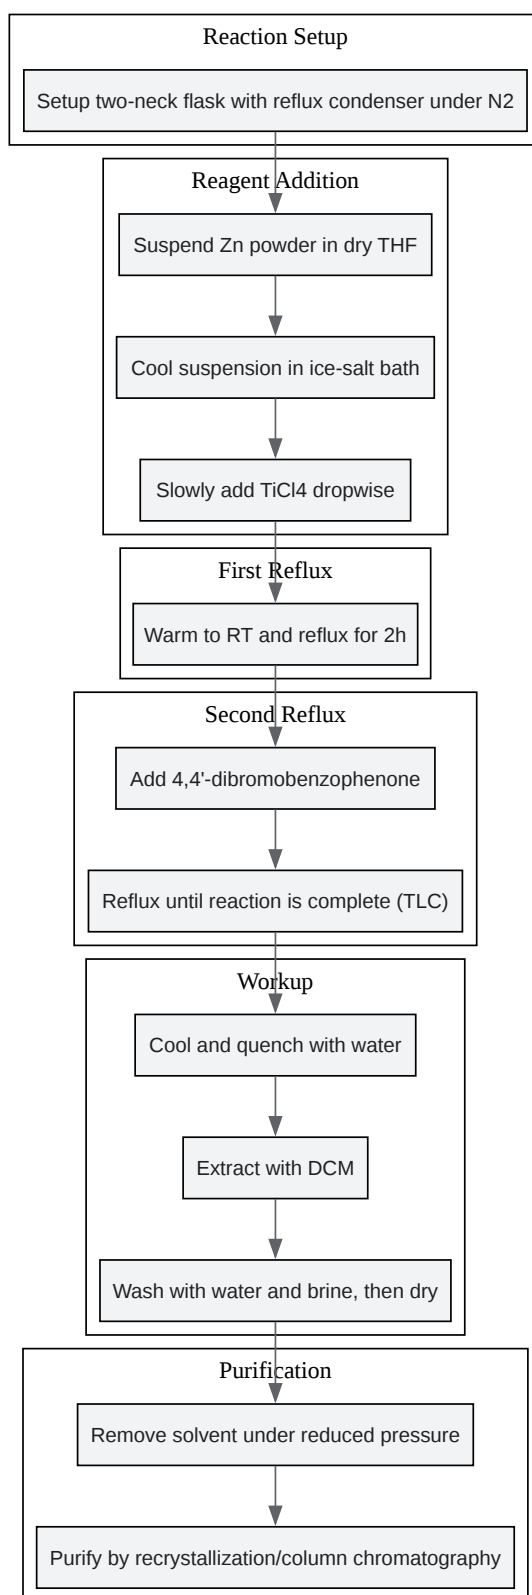 Reaction Setup
Setup two-neck flask with reflux condenser under N2
Reagent Addition
Suspend Zn powder in dry THF
Cool suspension in ice-salt bath
Slowly add TiCl4 dropwise
First Reflux
Warm to RT and reflux for 2h
Second Reflux
Add 4,4'-dibromobenzophenone
Reflux until reaction is complete (TLC)
Workup
Cool and quench with water
Extract with DCM
Wash with water and brine, then dry
Purification
Remove solvent under reduced pressure
Purify by recrystallization/column chromatography